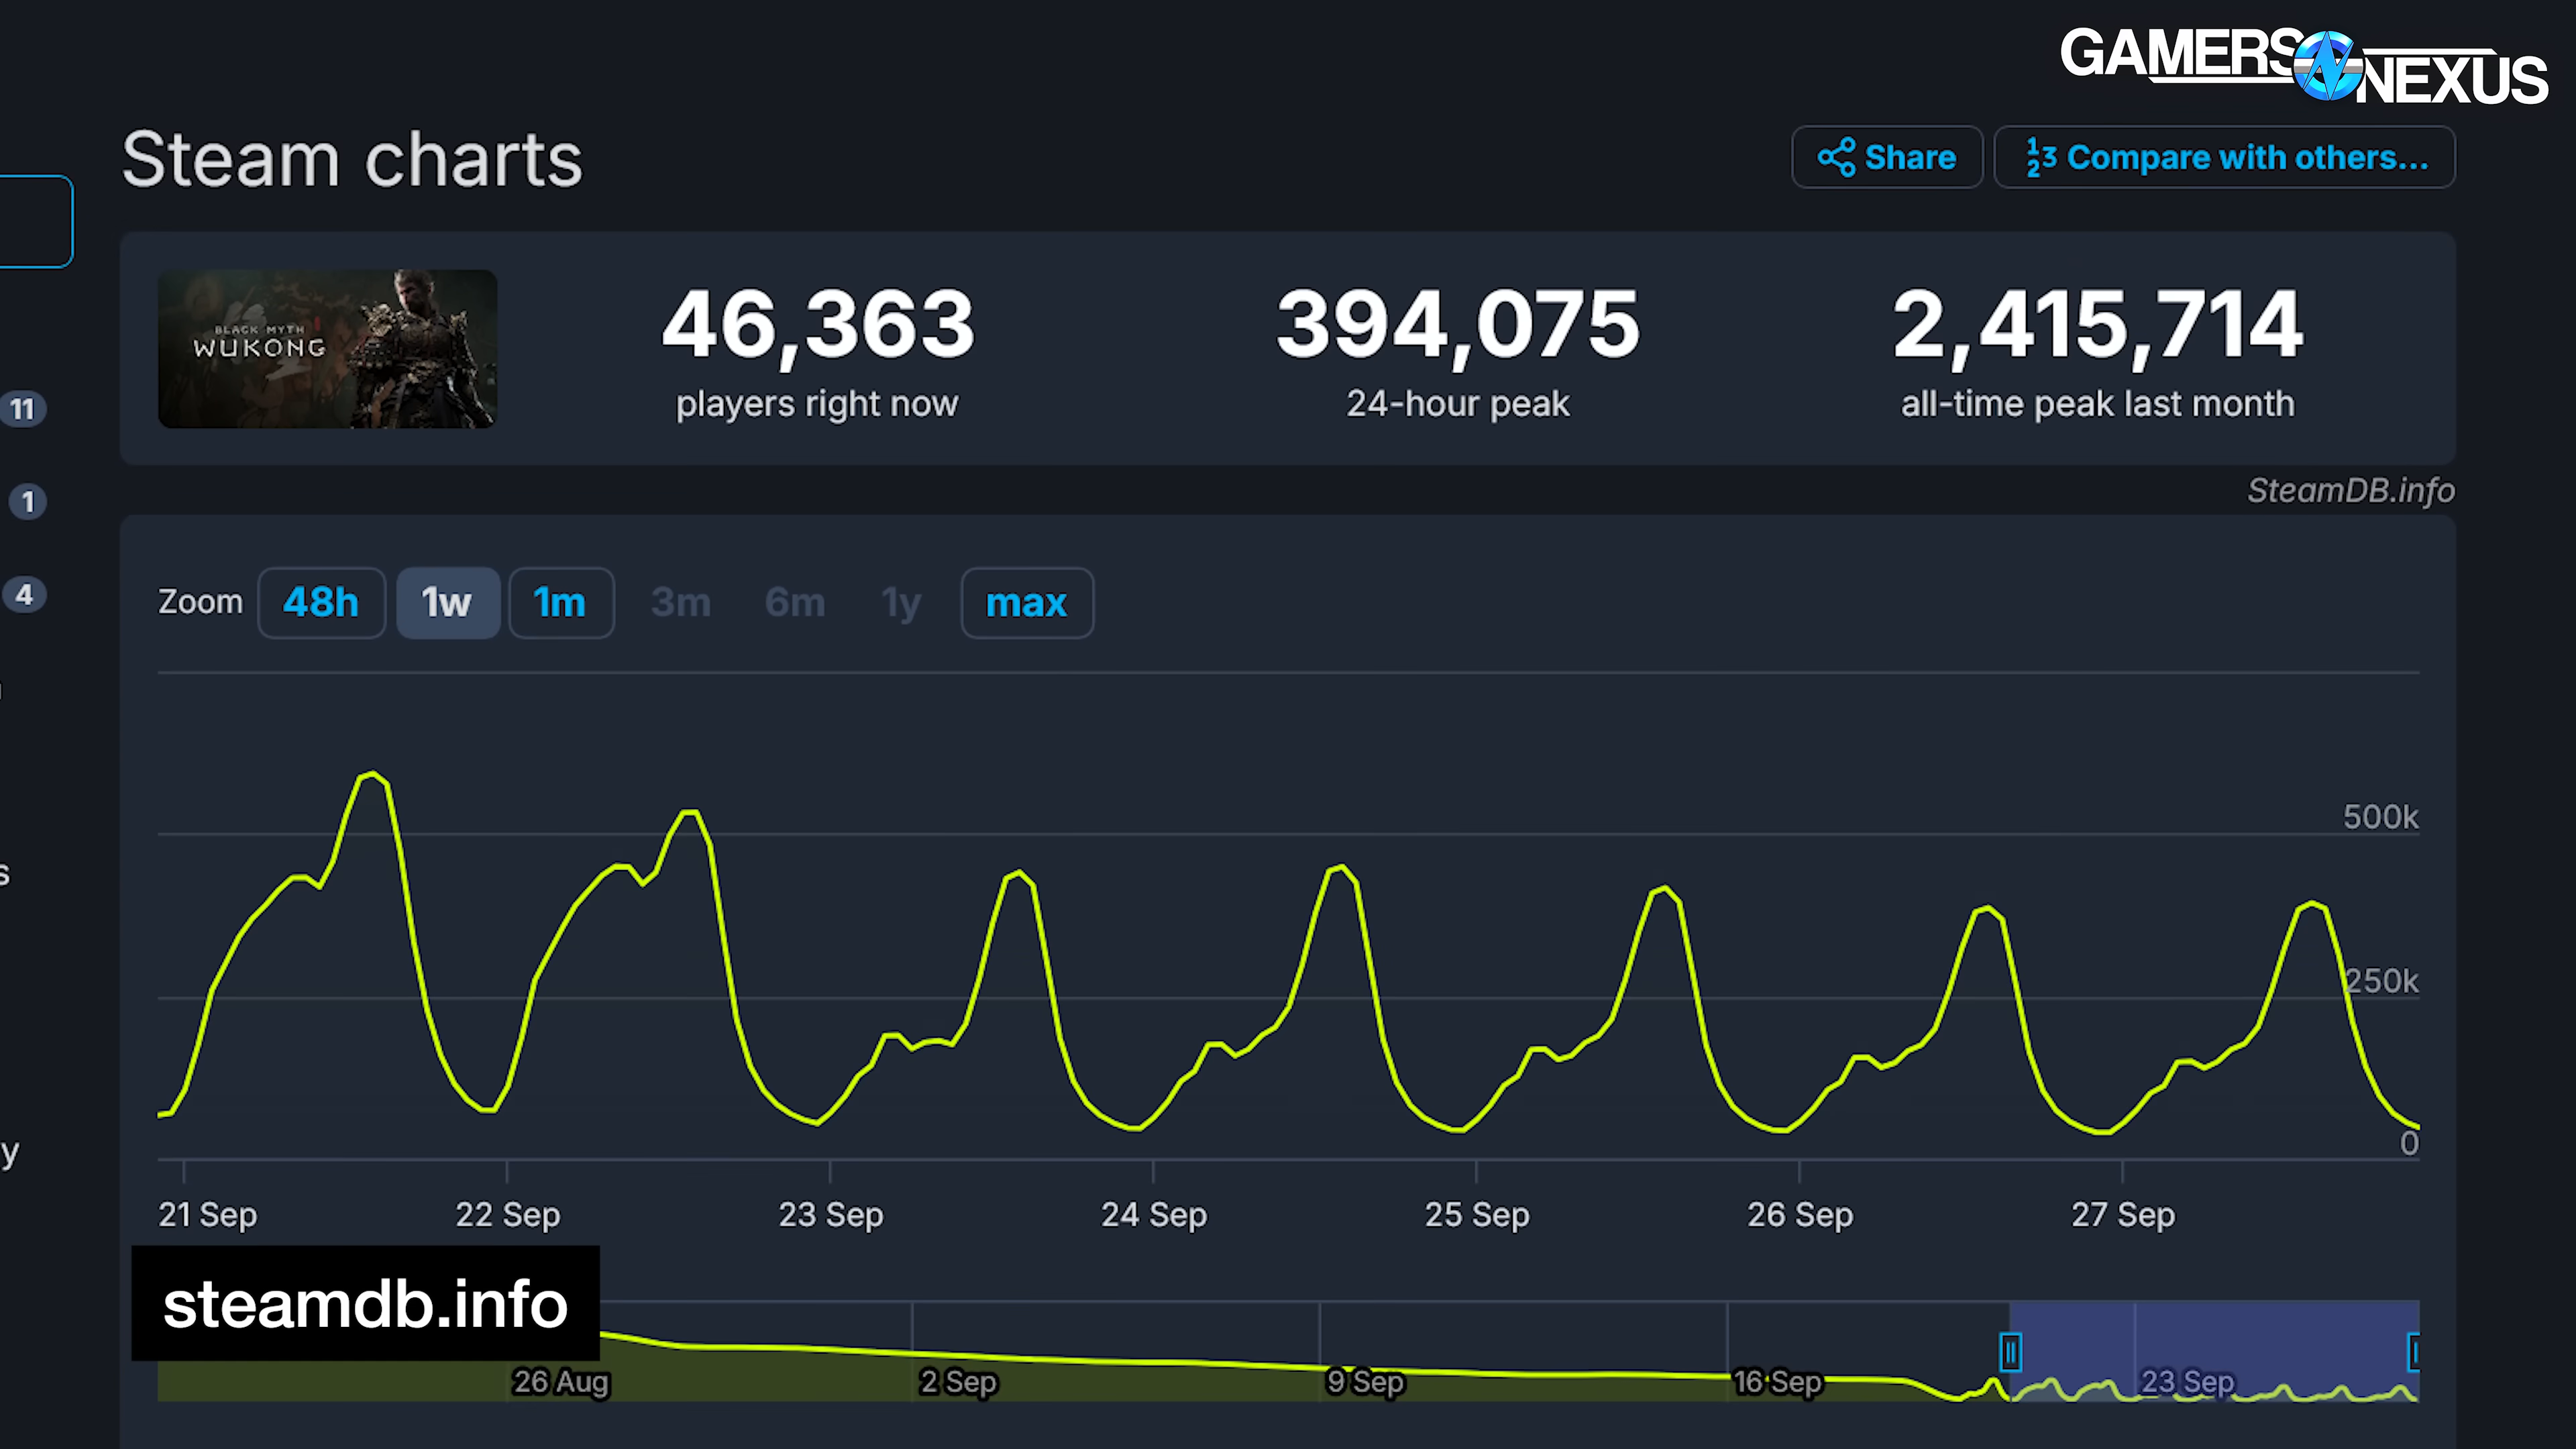 GAMERS NEXUS
Steam charts
Share
Compare with others...
BLACK MYTH
WUKONG
46,363
players right now
394,075
24-hour peak
2,415,714
all-time peak last month
11
1
4
SteamDB.info
Zoom 48h 1w 1m 3m 6m 1y max
500k
250k
0
s
y
21 Sep 22 Sep 23 Sep 24 Sep 25 Sep 26 Sep 27 Sep
steamdb.info
26 Aug 2 Sep 9 Sep 16 Sep 23 Sep